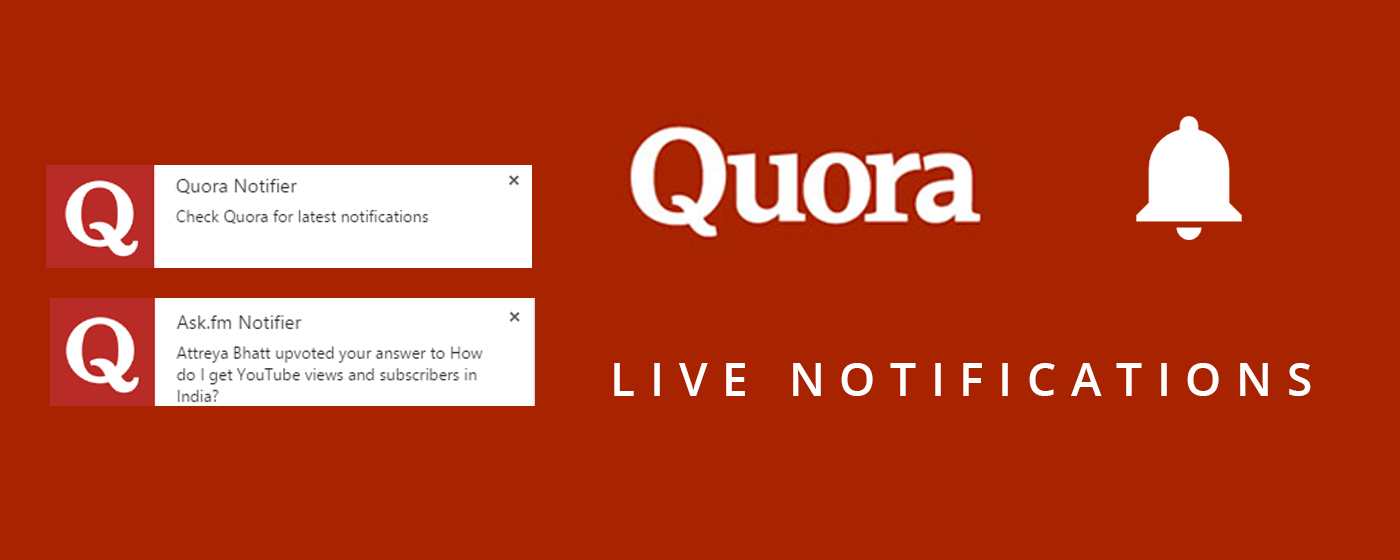 Q
Quora Notifier
×
Check Quora for latest notifications
Q
Ask.fm Notifier
×
Attreya Bhatt upvoted your answer to How
do I get YouTube views and subscribers in
India?
Quora
LIVE NOTIFICATIONS